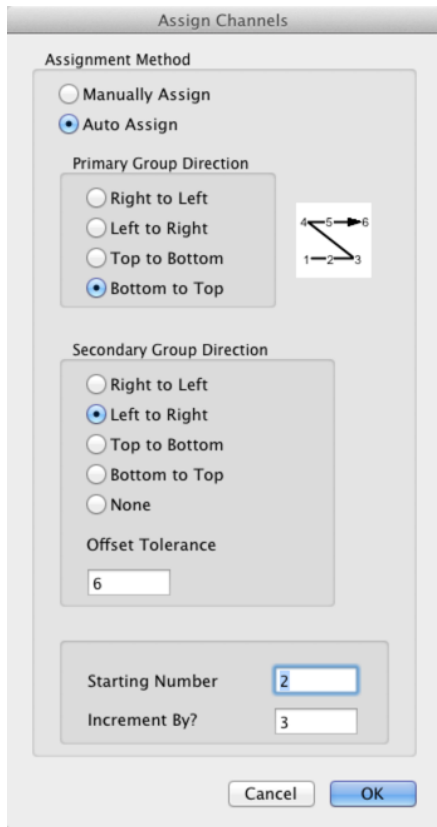 Assign Channels
Assignment Method
Manually Assign
Auto Assign
Primary Group Direction
Right to Left
Left to Right
Top to Bottom
Bottom to Top
4 5 6
1 2 3
Secondary Group Direction
Right to Left
Left to Right
Top to Bottom
Bottom to Top
None
Offset Tolerance
6
Starting Number 2
Increment By? 3
Cancel OK